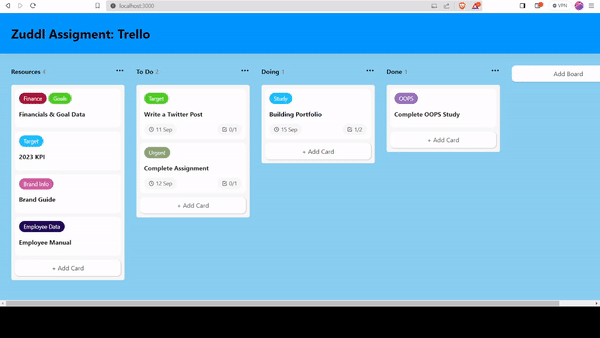 localhost:3000
VPN
Zuddl Assigment: Trello
Resources 4
Finance Goals
Financials & Goal Data
Target
2023 KPI
Brand Info
Brand Guide
Employee Data
Employee Manual
+ Add Card
To Do 2
Target
Write a Twitter Post
11 Sep 0/1
Urgent
Complete Assignment
12 Sep 0/1
+ Add Card
Doing 1
Study
Building Portfolio
15 Sep 1/2
+ Add Card
Done 1
OOPS
Complete OOPS Study
+ Add Card
Add Board